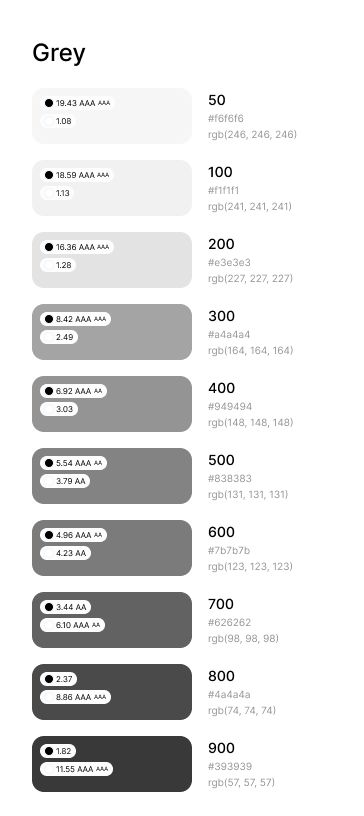 Grey
19.43 AAA AAA
1.08
50
#f6f6f6
rgb(246, 246, 246)
18.59 AAA AAA
1.13
100
#f1f1f1
rgb(241, 241, 241)
16.36 AAA AAA
1.28
200
#e3e3e3
rgb(227, 227, 227)
8.42 AAA AAA
2.49
300
#a4a4a4
rgb(164, 164, 164)
6.92 AAA AA
3.03
400
#949494
rgb(148, 148, 148)
5.54 AAA AA
3.79 AA
500
#838383
rgb(131, 131, 131)
4.96 AAA AA
4.23 AA
600
#7b7b7b
rgb(123, 123, 123)
3.44 AA
6.10 AAA AA
700
#626262
rgb(98, 98, 98)
2.37
8.86 AAA AAA
800
#4a4a4a
rgb(74, 74, 74)
1.82
11.55 AAA AAA
900
#393939
rgb(57, 57, 57)